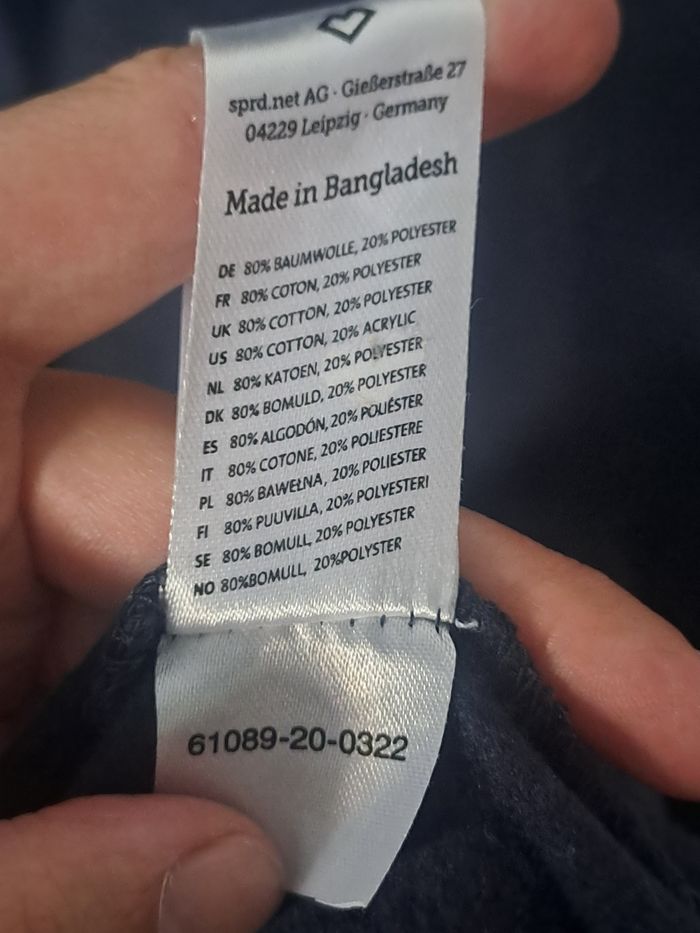 sprd.net AG · Gießerstraße 27
04229 Leipzig · Germany
Made in Bangladesh
DE 80% BAUMWOLLE, 20% POLYESTER
FR 80% COTON, 20% POLYESTER
UK 80% COTTON, 20% POLYESTER
US 80% COTTON, 20% ACRYLIC
NL 80% KATOEN, 20% POLYESTER
DK 80% BOMULD, 20% POLYESTER
ES 80% ALGODÓN, 20% POLIÉSTER
IT 80% COTONE, 20% POLIESTERE
PL 80% BAWEŁNA, 20% POLIESTER
FI 80% PUUVILLA, 20% POLYESTERI
SE 80% BOMULL, 20% POLYESTER
NO 80%BOMULL, 20%POLYSTER
61089-20-0322